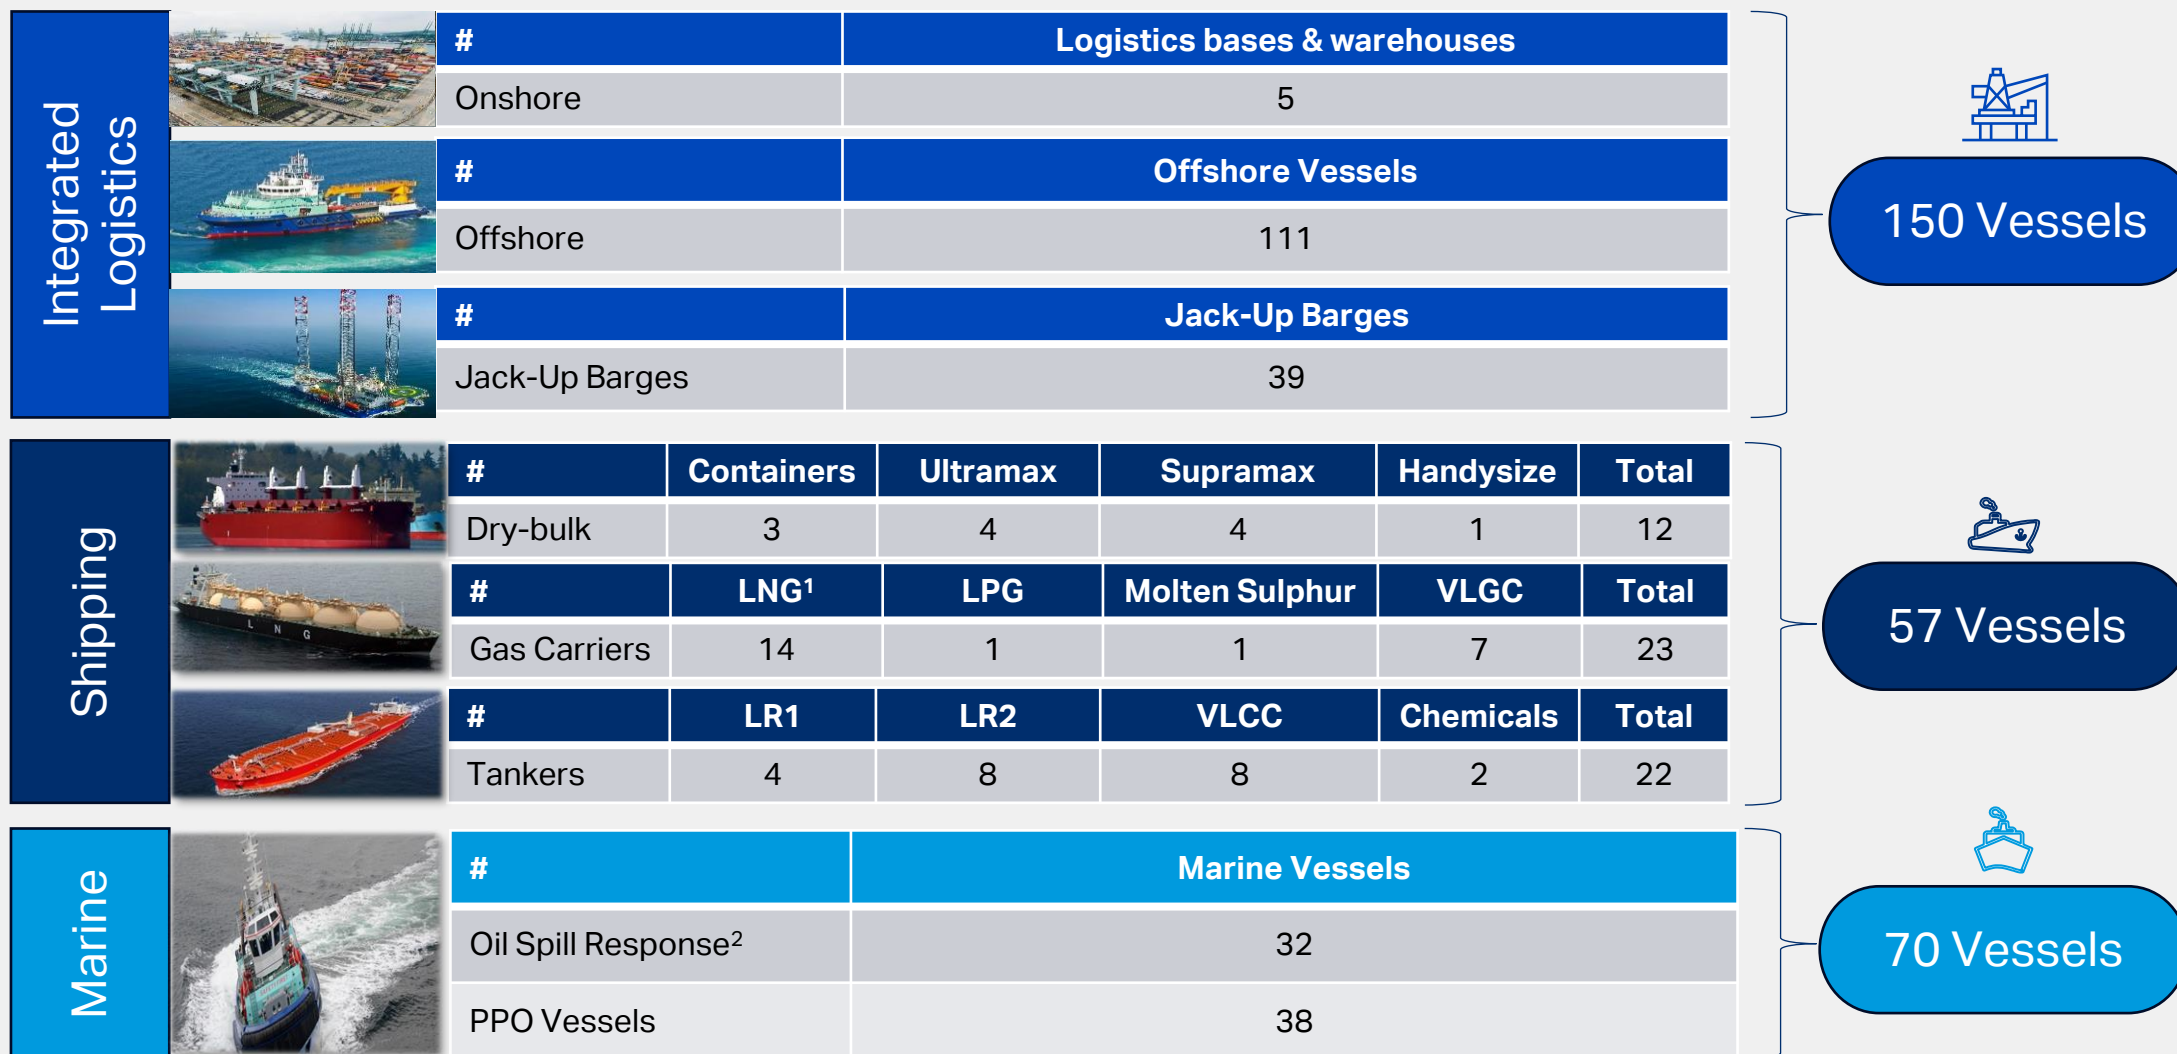 Integrated
Logistics
# Logistics bases & warehouses
Onshore 5
# Offshore Vessels
Offshore 111
# Jack-Up Barges
Jack-Up Barges 39
150 Vessels
Shipping
# Containers Ultramax Supramax Handysize Total
Dry-bulk 3 4 4 1 12
# LNG¹ LPG Molten Sulphur VLGC Total
Gas Carriers 14 1 1 7 23
# LR1 LR2 VLCC Chemicals Total
Tankers 4 8 8 2 22
L N G
57 Vessels
Marine
# Marine Vessels
Oil Spill Response² 32
PPO Vessels 38
70 Vessels